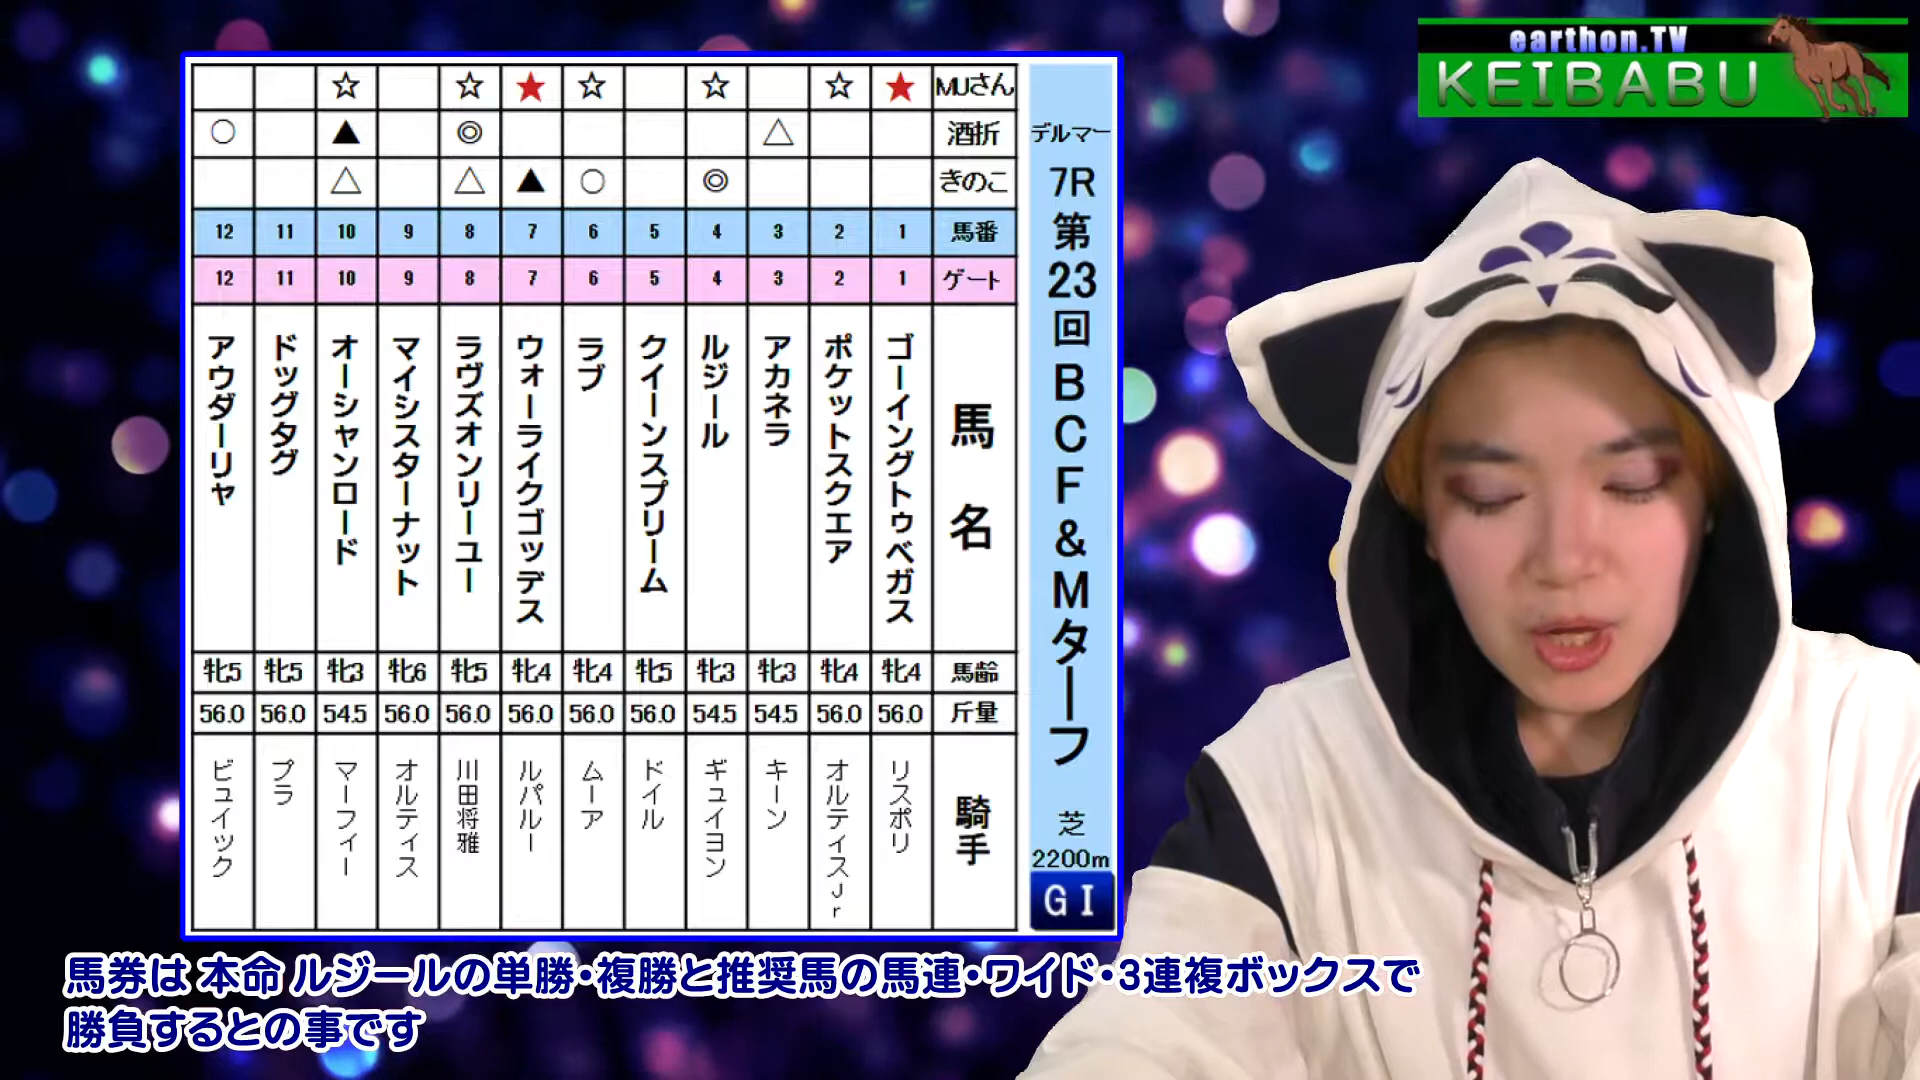 earthon.TV
KEIBABU
デルマー
7R
第23回BCF&Mターフ
芝
2200m
GⅠ
☆ ☆ ★ ☆ ☆ ☆ ★ MUさん
○ ▲ ◎ △ 酒折
△ △ ▲ ○ ◎ きのこ
12 11 10 9 8 7 6 5 4 3 2 1 馬番
12 11 10 9 8 7 6 5 4 3 2 1 ゲート
馬名
ゴーイングトゥベガス
ポケットスクエア
アカネラ
ルジール
クイーンスプリーム
ラブ
ウォーライクゴッデス
ラヴズオンリーユー
マイシスターナット
オーシャンロード
ドッグタグ
アウダーリヤ
牝5 牝5 牝3 牝6 牝5 牝4 牝4 牝5 牝3 牝3 牝4 牝4 馬齢
56.0 56.0 54.5 56.0 56.0 56.0 56.0 56.0 54.5 54.5 56.0 56.0 斤量
騎手
リスポリ
オルティスJr
キーン
ギュイヨン
ドイル
ムーア
ルパルー
川田将雅
オルティス
マーフィー
プラ
ビュイック
馬券は 本命 ルジールの単勝・複勝と推奨馬の馬連・ワイド・3連複ボックスで
勝負するとの事です